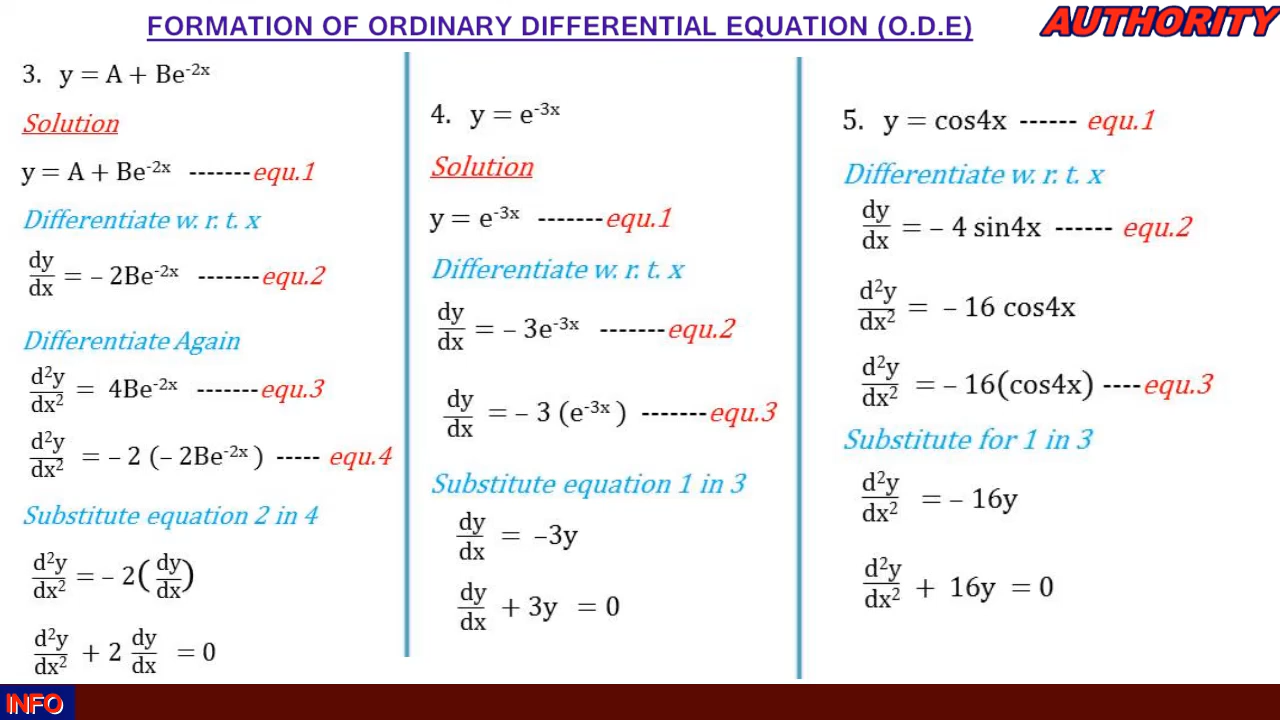 FORMATION OF ORDINARY DIFFERENTIAL EQUATION (O.D.E)
AUTHORITY
3. y = A + Be⁻²ˣ
Solution
y = A + Be⁻²ˣ -------equ.1
Differentiate w. r. t. x
dy/dx = – 2Be⁻²ˣ -------equ.2
Differentiate Again
d²y/dx² = 4Be⁻²ˣ -------equ.3
d²y/dx² = – 2 (– 2Be⁻²ˣ) ----- equ.4
Substitute equation 2 in 4
d²y/dx² = – 2(dy/dx)
d²y/dx² + 2 dy/dx = 0
4. y = e⁻³ˣ
Solution
y = e⁻³ˣ -------equ.1
Differentiate w. r. t. x
dy/dx = – 3e⁻³ˣ -------equ.2
dy/dx = – 3 (e⁻³ˣ) -------equ.3
Substitute equation 1 in 3
dy/dx = –3y
dy/dx + 3y = 0
5. y = cos4x ------ equ.1
Differentiate w. r. t. x
dy/dx = – 4 sin4x ------ equ.2
d²y/dx² = – 16 cos4x
d²y/dx² = – 16(cos4x) ----equ.3
Substitute for 1 in 3
d²y/dx² = – 16y
d²y/dx² + 16y = 0
INFO